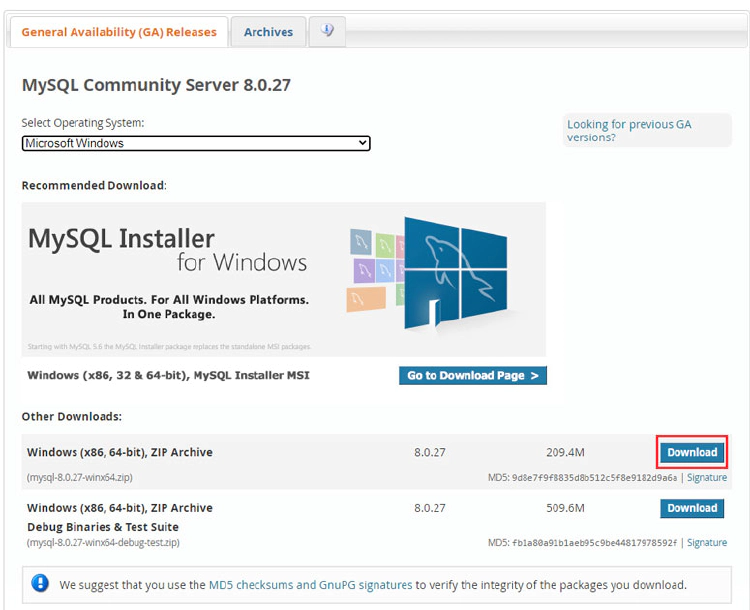 General Availability (GA) Releases
Archives
MySQL Community Server 8.0.27
Select Operating System:
Microsoft Windows
Looking for previous GA
versions?
Recommended Download:
MySQL Installer
for Windows
All MySQL Products. For All Windows Platforms.
In One Package.
Starting with MySQL 5.6 the MySQL Installer package replaces the standalone MSI packages.
Windows (x86, 32 & 64-bit), MySQL Installer MSI
Go to Download Page >
Other Downloads:
Windows (x86, 64-bit), ZIP Archive 8.0.27 209.4M Download
(mysql-8.0.27-winx64.zip) MD5: 9d8e7f9f8835d8b512c5f8e9182d9a6a | Signature
Windows (x86, 64-bit), ZIP Archive 8.0.27 509.6M Download
Debug Binaries & Test Suite
(mysql-8.0.27-winx64-debug-test.zip) MD5: fb1a80a91b1aeb95c9be44817978592f | Signature
We suggest that you use the MD5 checksums and GnuPG signatures to verify the integrity of the packages you download.